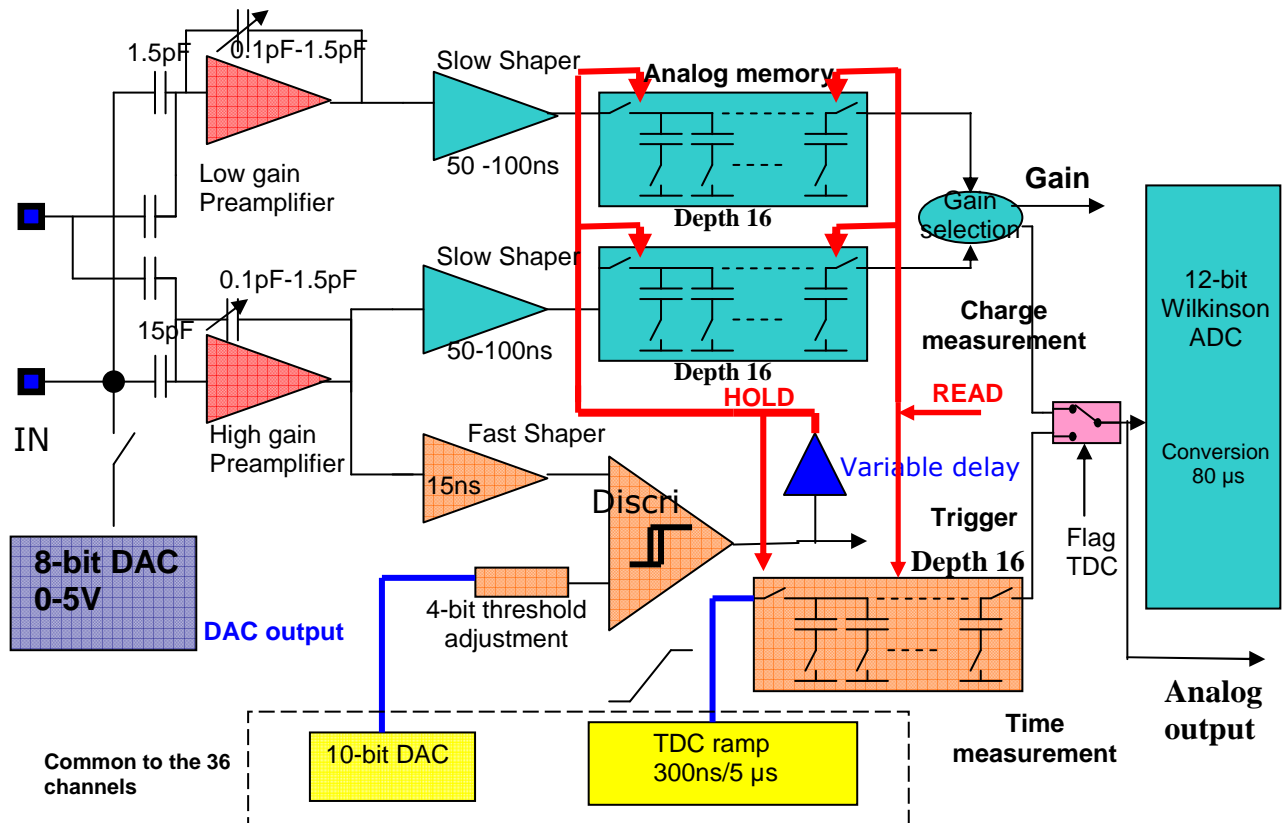 1.5pF
0.1pF-1.5pF
Slow Shaper
Analog memory
50 -100ns
Low gain
Preamplifier
Depth 16
Gain
Gain
selection
Slow Shaper
0.1pF-1.5pF
15pF
50-100ns
Depth 16
12-bit
Wilkinson
ADC
Conversion
80 µs
Charge
measurement
HOLD
READ
IN
High gain
Preamplifier
Fast Shaper
15ns
Discri
Variable delay
Trigger
Flag
TDC
8-bit DAC
0-5V
DAC output
4-bit threshold
adjustment
Depth 16
Analog
output
Time
measurement
Common to the 36
channels
10-bit DAC
TDC ramp
300ns/5 µs